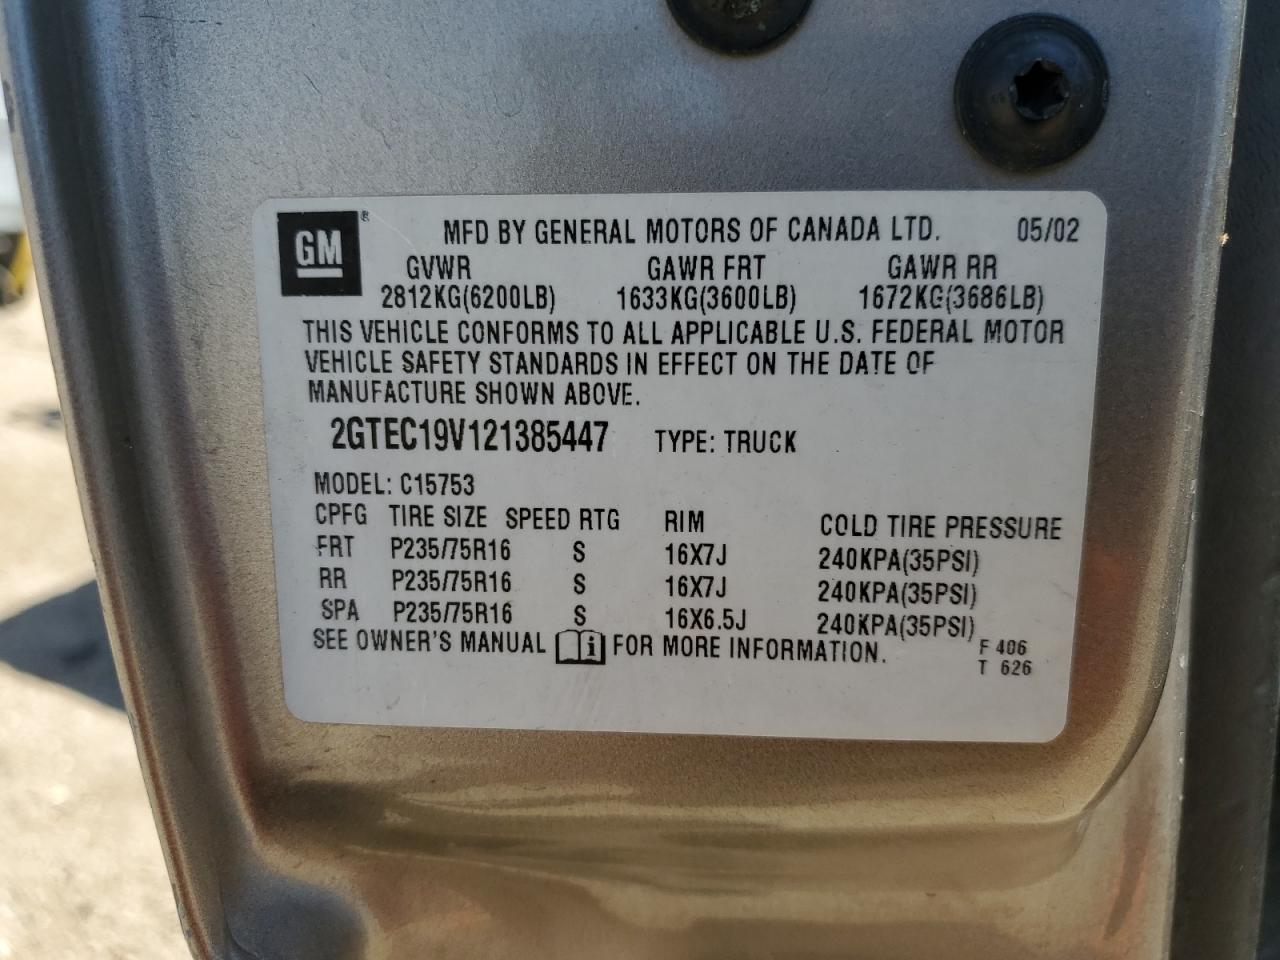 GM ® MFD BY GENERAL MOTORS OF CANADA LTD. 05/02
GVWR GAWR FRT GAWR RR
2812KG(6200LB) 1633KG(3600LB) 1672KG(3686LB)
THIS VEHICLE CONFORMS TO ALL APPLICABLE U.S. FEDERAL MOTOR
VEHICLE SAFETY STANDARDS IN EFFECT ON THE DATE OF
MANUFACTURE SHOWN ABOVE.
2GTEC19V121385447 TYPE: TRUCK
MODEL: C15753
CPFG TIRE SIZE SPEED RTG RIM COLD TIRE PRESSURE
FRT P235/75R16 S 16X7J 240KPA(35PSI)
RR P235/75R16 S 16X7J 240KPA(35PSI)
SPA P235/75R16 S 16X6.5J 240KPA(35PSI)
SEE OWNER'S MANUAL i FOR MORE INFORMATION. F 406
T 626